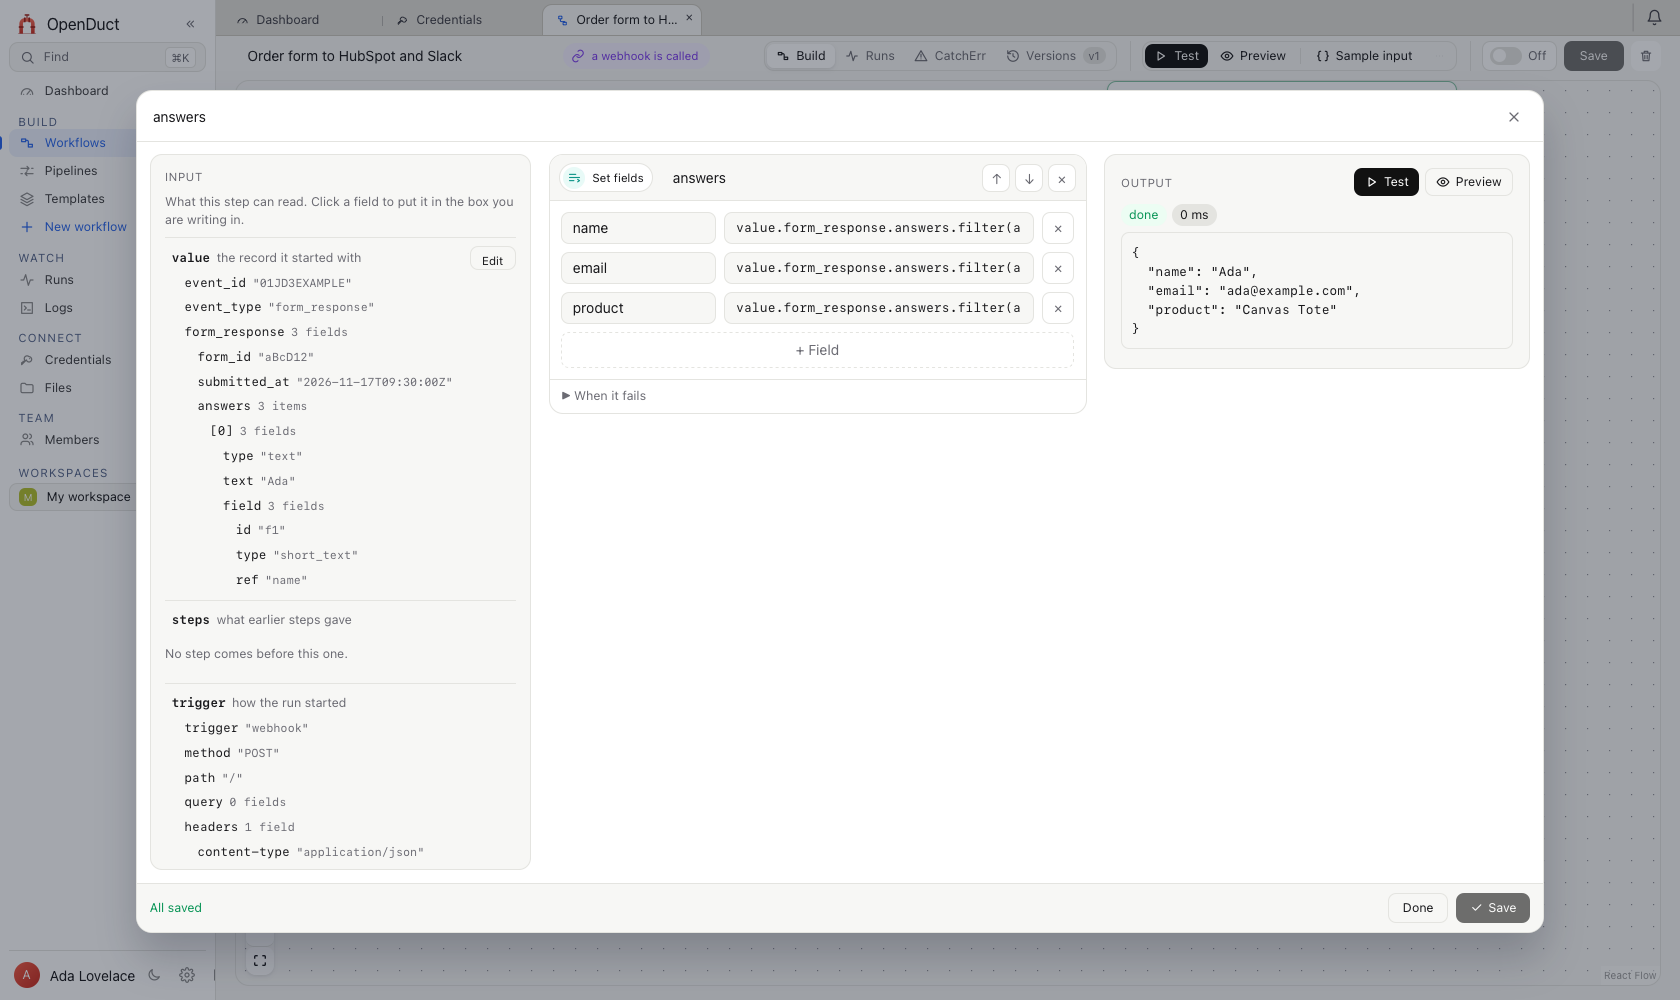 OpenDuct
«
Dashboard
Credentials
Order form to H...
×
Find
⌘K
Order form to HubSpot and Slack
a webhook is called
Build
Runs
CatchErr
Versions
v1
Test
Preview
Sample input
Off
Save
Dashboard
BUILD
Workflows
Pipelines
Templates
New workflow
WATCH
Runs
Logs
CONNECT
Credentials
Files
TEAM
Members
WORKSPACES
M
My workspace
A
Ada Lovelace
answers
INPUT
What this step can read. Click a field to put it in the box you
are writing in.
value the record it started with
Edit
event_id "01JD3EXAMPLE"
event_type "form_response"
form_response 3 fields
form_id "aBcD12"
submitted_at "2026-11-17T09:30:00Z"
answers 3 items
[0] 3 fields
type "text"
text "Ada"
field 3 fields
id "f1"
type "short_text"
ref "name"
steps what earlier steps gave
No step comes before this one.
trigger how the run started
trigger "webhook"
method "POST"
path "/"
query 0 fields
headers 1 field
content-type "application/json"
Set fields
answers
name
value.form_response.answers.filter(a
email
value.form_response.answers.filter(a
product
value.form_response.answers.filter(a
+ Field
When it fails
OUTPUT
Test
Preview
done
0 ms
{
"name": "Ada",
"email": "ada@example.com",
"product": "Canvas Tote"
}
All saved
Done
Save
React Flow